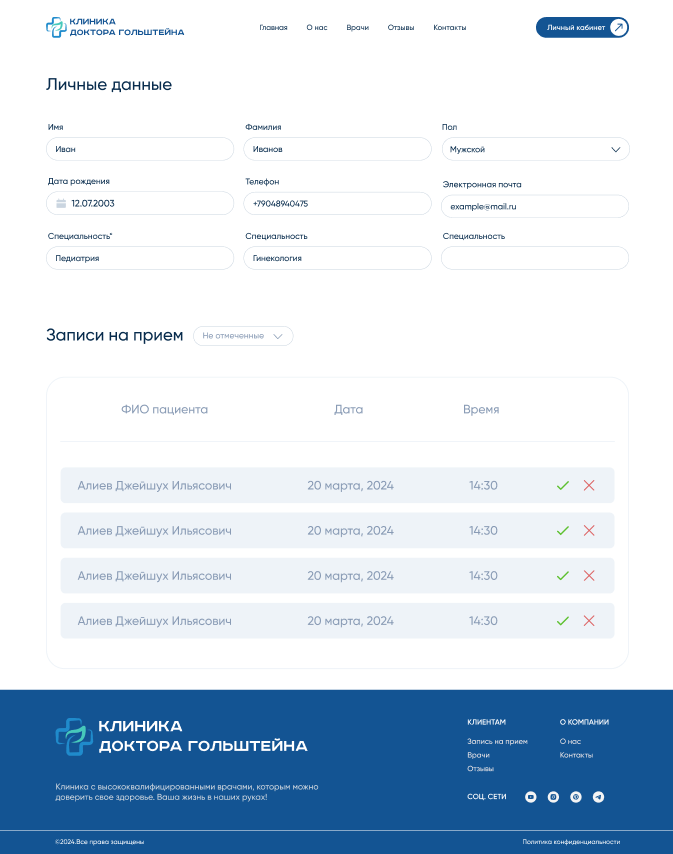 КЛИНИКА
ДОКТОРА ГОЛЬШТЕЙНА
Главная О нас Врачи Отзывы Контакты
Личный кабинет
Личные данные
Имя Фамилия Пол
Иван Иванов Мужской
Дата рождения Телефон Электронная почта
12.07.2003 +79048940475 example@mail.ru
Специальность* Специальность Специальность
Педиатрия Гинекология
Записи на прием Не отмеченные
ФИО пациента Дата Время
Алиев Джейшух Ильясович 20 марта, 2024 14:30
Алиев Джейшух Ильясович 20 марта, 2024 14:30
Алиев Джейшух Ильясович 20 марта, 2024 14:30
Алиев Джейшух Ильясович 20 марта, 2024 14:30
КЛИНИКА
ДОКТОРА ГОЛЬШТЕЙНА
Клиника с высококвалифицированными врачами, которым можно
доверить свое здоровье. Ваша жизнь в наших руках!
КЛИЕНТАМ
Запись на прием
Врачи
Отзывы
О КОМПАНИИ
О нас
Контакты
СОЦ. СЕТИ
©2024.Все права защищены
Политика конфиденциальности